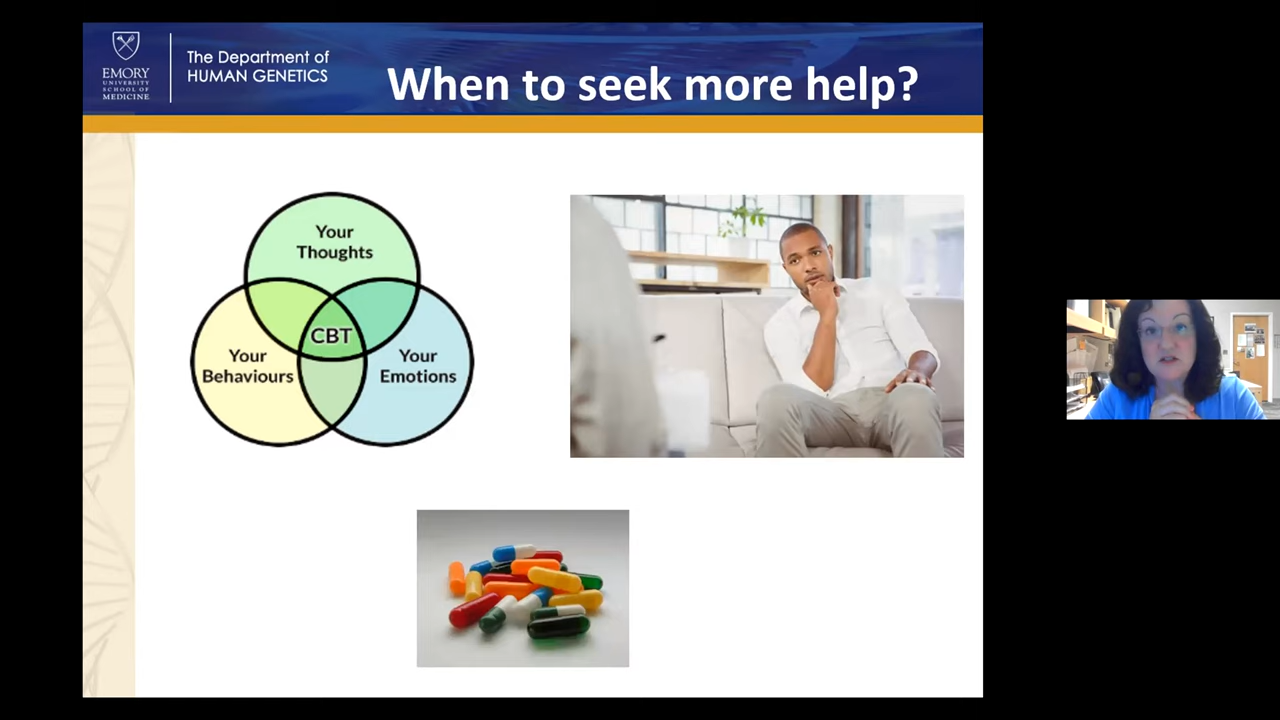 EMORY
UNIVERSITY
SCHOOL OF
MEDICINE
The Department of
HUMAN GENETICS
When to seek more help?
Your
Thoughts
CBT
Your
Behaviours
Your
Emotions